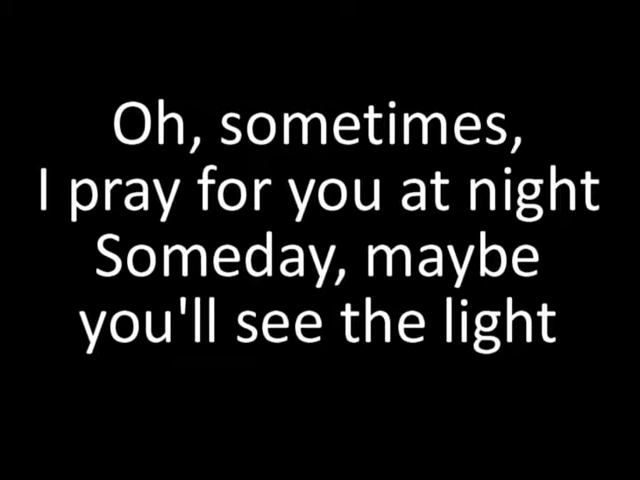 Oh, sometimes,
I pray for you at night
Someday, maybe
you'll see the light